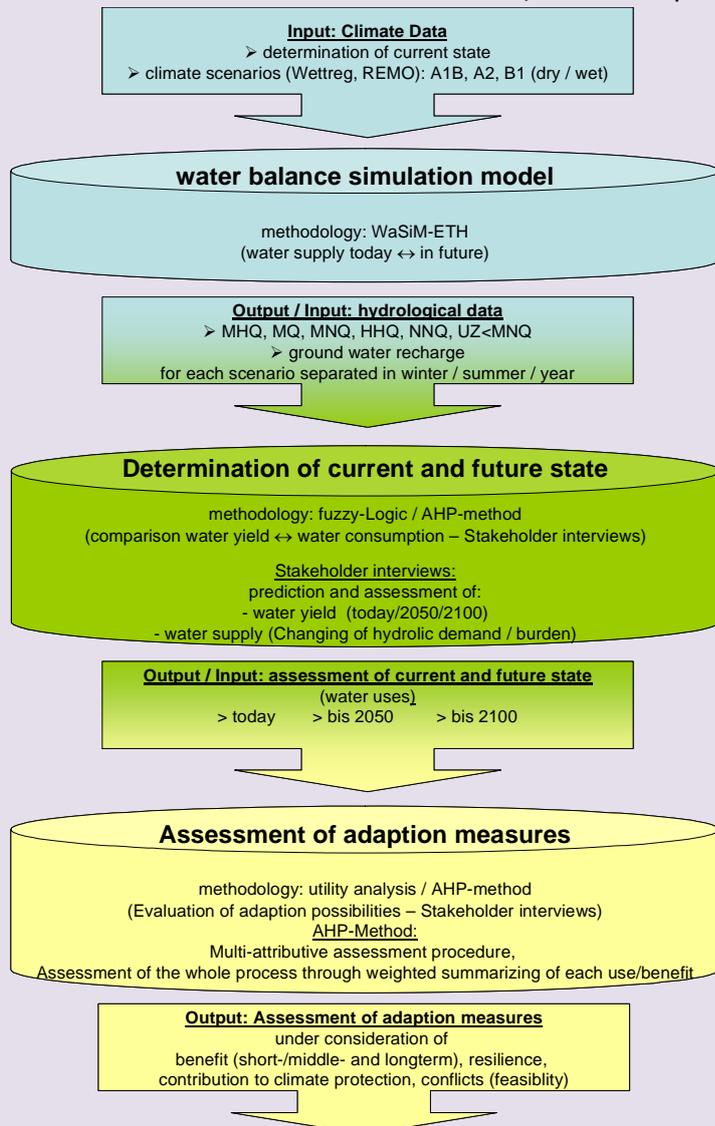 Input: Climate Data
➢ determination of current state
➢ climate scenarios (Wettreg, REMO): A1B, A2, B1 (dry / wet)
water balance simulation model
methodology: WaSiM-ETH
(water supply today ↔ in future)
Output / Input: hydrological data
➢ MHQ, MQ, MNQ, HHQ, NNQ, UZ<MNQ
➢ ground water recharge
for each scenario separated in winter / summer / year
Determination of current and future state
methodology: fuzzy-Logic / AHP-method
(comparison water yield ↔ water consumption – Stakeholder interviews)
Stakeholder interviews:
prediction and assessment of:
- water yield (today/2050/2100)
- water supply (Changing of hydrolic demand / burden)
Output / Input: assessment of current and future state
(water uses)
> today > bis 2050 > bis 2100
Assessment of adaption measures
methodology: utility analysis / AHP-method
(Evaluation of adaption possibilities – Stakeholder interviews)
AHP-Method:
Multi-attributive assessment procedure,
Assessment of the whole process through weighted summarizing of each use/benefit
Output: Assessment of adaption measures
under consideration of
benefit (short-/middle- and longterm), resilience,
contribution to climate protection, conflicts (feasiblity)